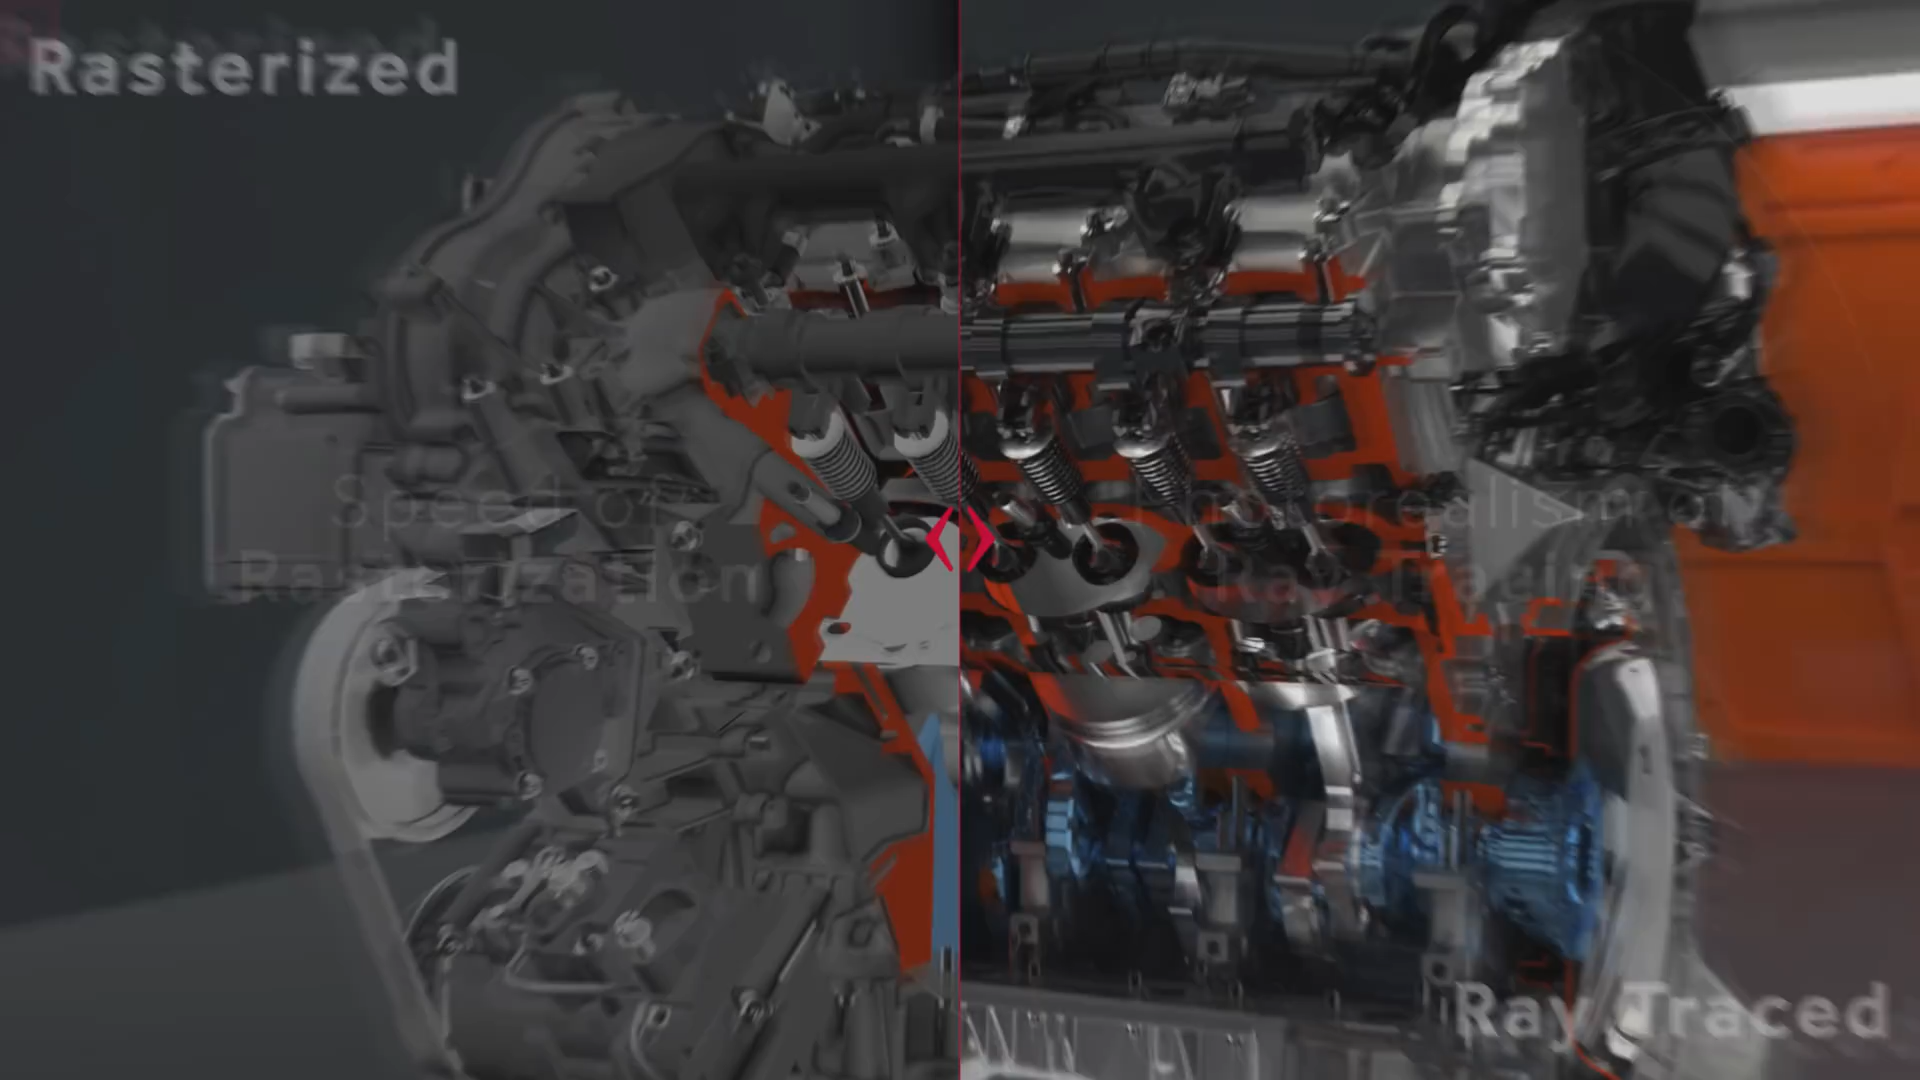 Rasterized
Speed of
Rasterization
Photorealism of
Ray Tracing
Ray Traced